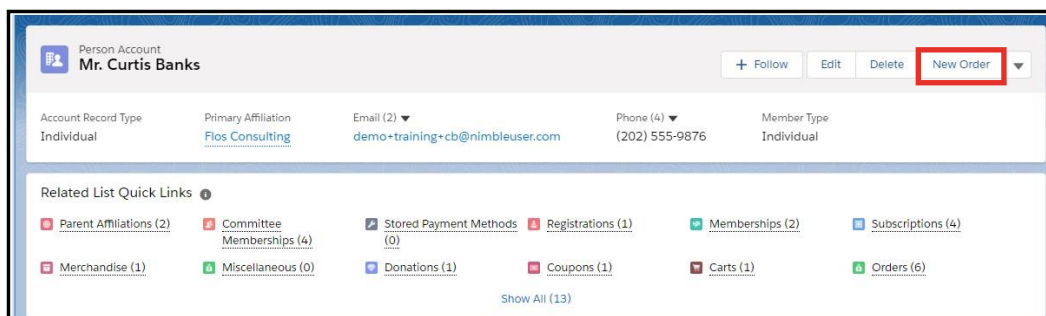 Person Account
Mr. Curtis Banks
+ Follow
Edit
Delete
New Order
Account Record Type
Primary Affiliation
Email (2)
Phone (4)
Member Type
Individual
Flos Consulting
demo+training+cb@nimbleuser.com
(202) 555-9876
Individual
Related List Quick Links
Parent Affiliations (2)
Committee
Memberships (4)
Stored Payment Methods
(0)
Registrations (1)
Memberships (2)
Subscriptions (4)
Merchandise (1)
Miscellaneous (0)
Donations (1)
Coupons (1)
Carts (1)
Orders (6)
Show All (13)